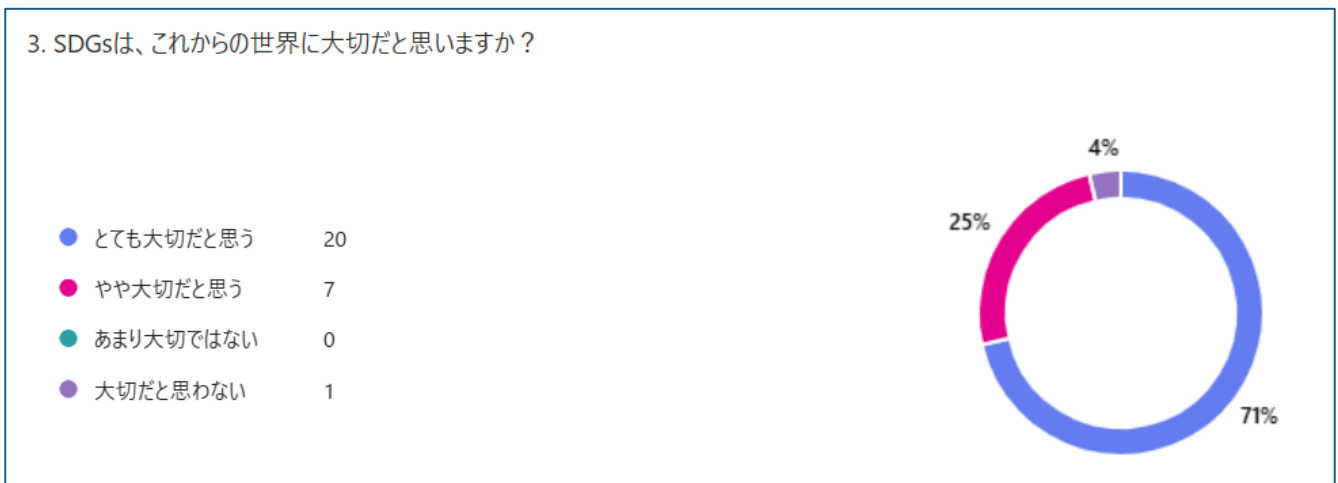 3. SDGsは、これからの世界に大切だと思いますか？
とても大切だと思う 20
やや大切だと思う 7
あまり大切ではない 0
大切だと思わない 1
4%
25%
71%